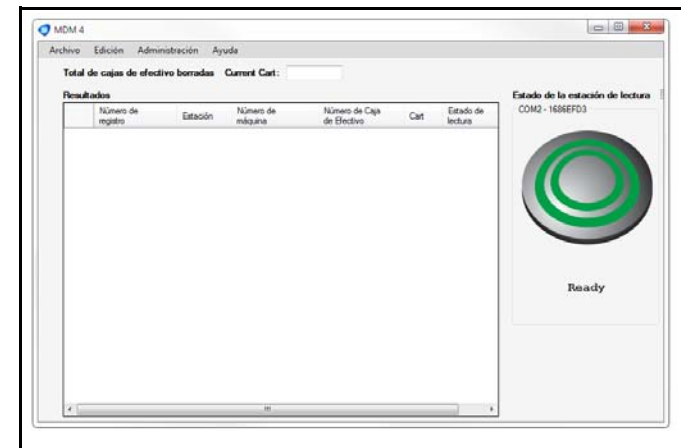 MDM 4
Archivo Edición Administración Ayuda
Total de cajas de efectivo borradas Current Cart:
Resultados
Número de registro Estación Número de máquina Número de Caja de Efectivo Cart Estado de lectura
Estado de la estación de lectura
COM2 - 1686EFD3
Ready